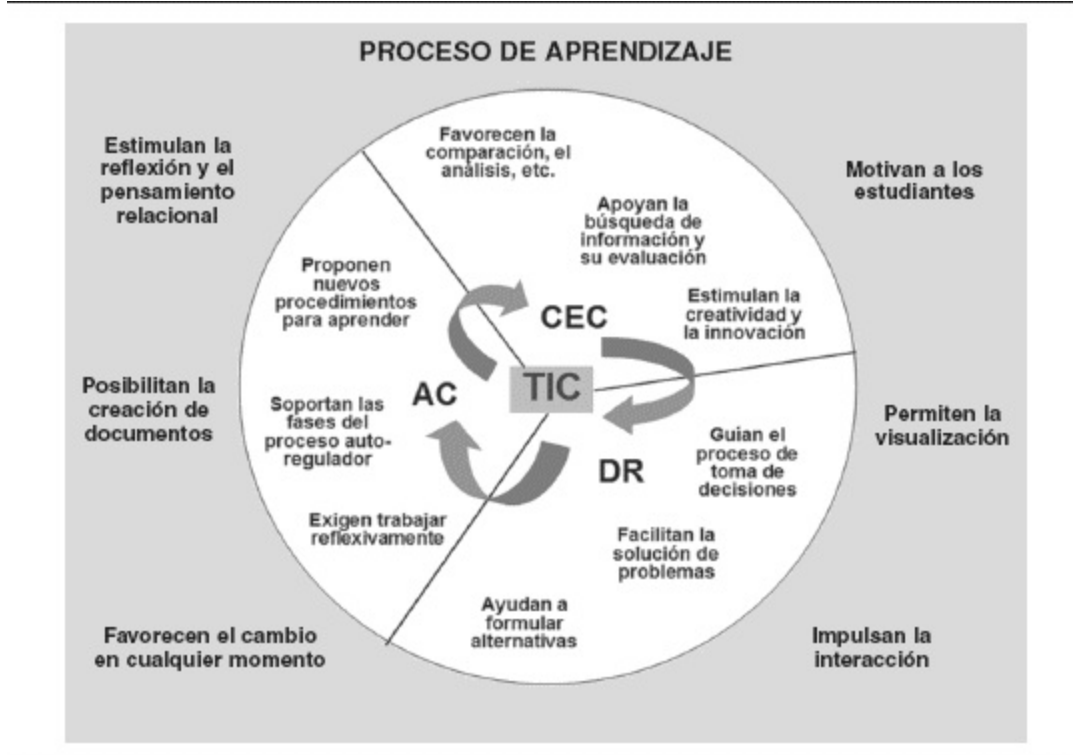 PROCESO DE APRENDIZAJE
Estimulan la
reflexión y el
pensamiento
relacional
Favorecen la
comparación, el
análisis, etc.
Motivan a los
estudiantes
Apoyan la
búsqueda de
información y
su evaluación
Proponen
nuevos
procedimientos
para aprender
Estimulan la
creatividad y
la innovación
CEC
TIC
AC
DR
Posibilitan la
creación de
documentos
Soportan las
fases del
proceso auto-
regulador
Permiten la
visualización
Guian el
proceso de
toma de
decisiones
Exigen trabajar
reflexivamente
Facilitan la
solución de
problemas
Ayudan a
formular
alternativas
Favorecen el cambio
en cualquier momento
Impulsan la
interacción